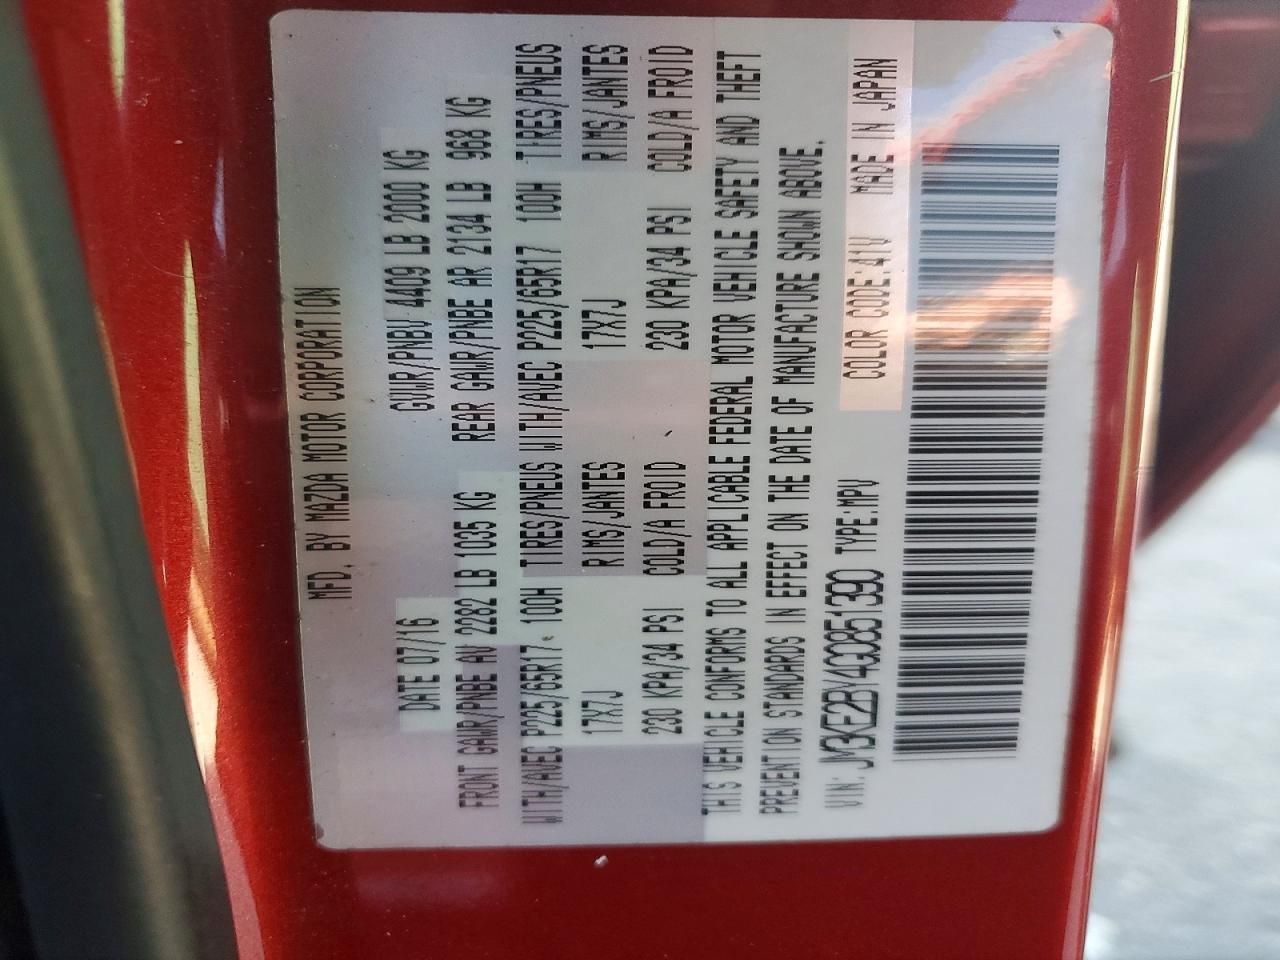 MFD. BY MAZDA MOTOR CORPORATION
DATE 07/16 GVWR/PNBV 4409 LB 2000 KG
FRONT GAWR/PNBE AV 2282 LB 1035 KG REAR GAWR/PNBE AR 2134 LB 968 KG
WITH/AVEC P225/65R17 100H TIRES/PNEUS WITH/AVEC P225/65R17 100H TIRES/PNEUS
17X7J RIMS/JANTES 17X7J RIMS/JANTES
230 KPA/34 PSI COLD/A FROID 230 KPA/34 PSI COLD/A FROID
THIS VEHICLE CONFORMS TO ALL APPLICABLE FEDERAL MOTOR VEHICLE SAFETY AND THEFT
PREVENTION STANDARDS IN EFFECT ON THE DATE OF MANUFACTURE SHOWN ABOVE.
VIN: JM3KE2BY4G0851390 TYPE:MPV COLOR CODE:41V MADE IN JAPAN